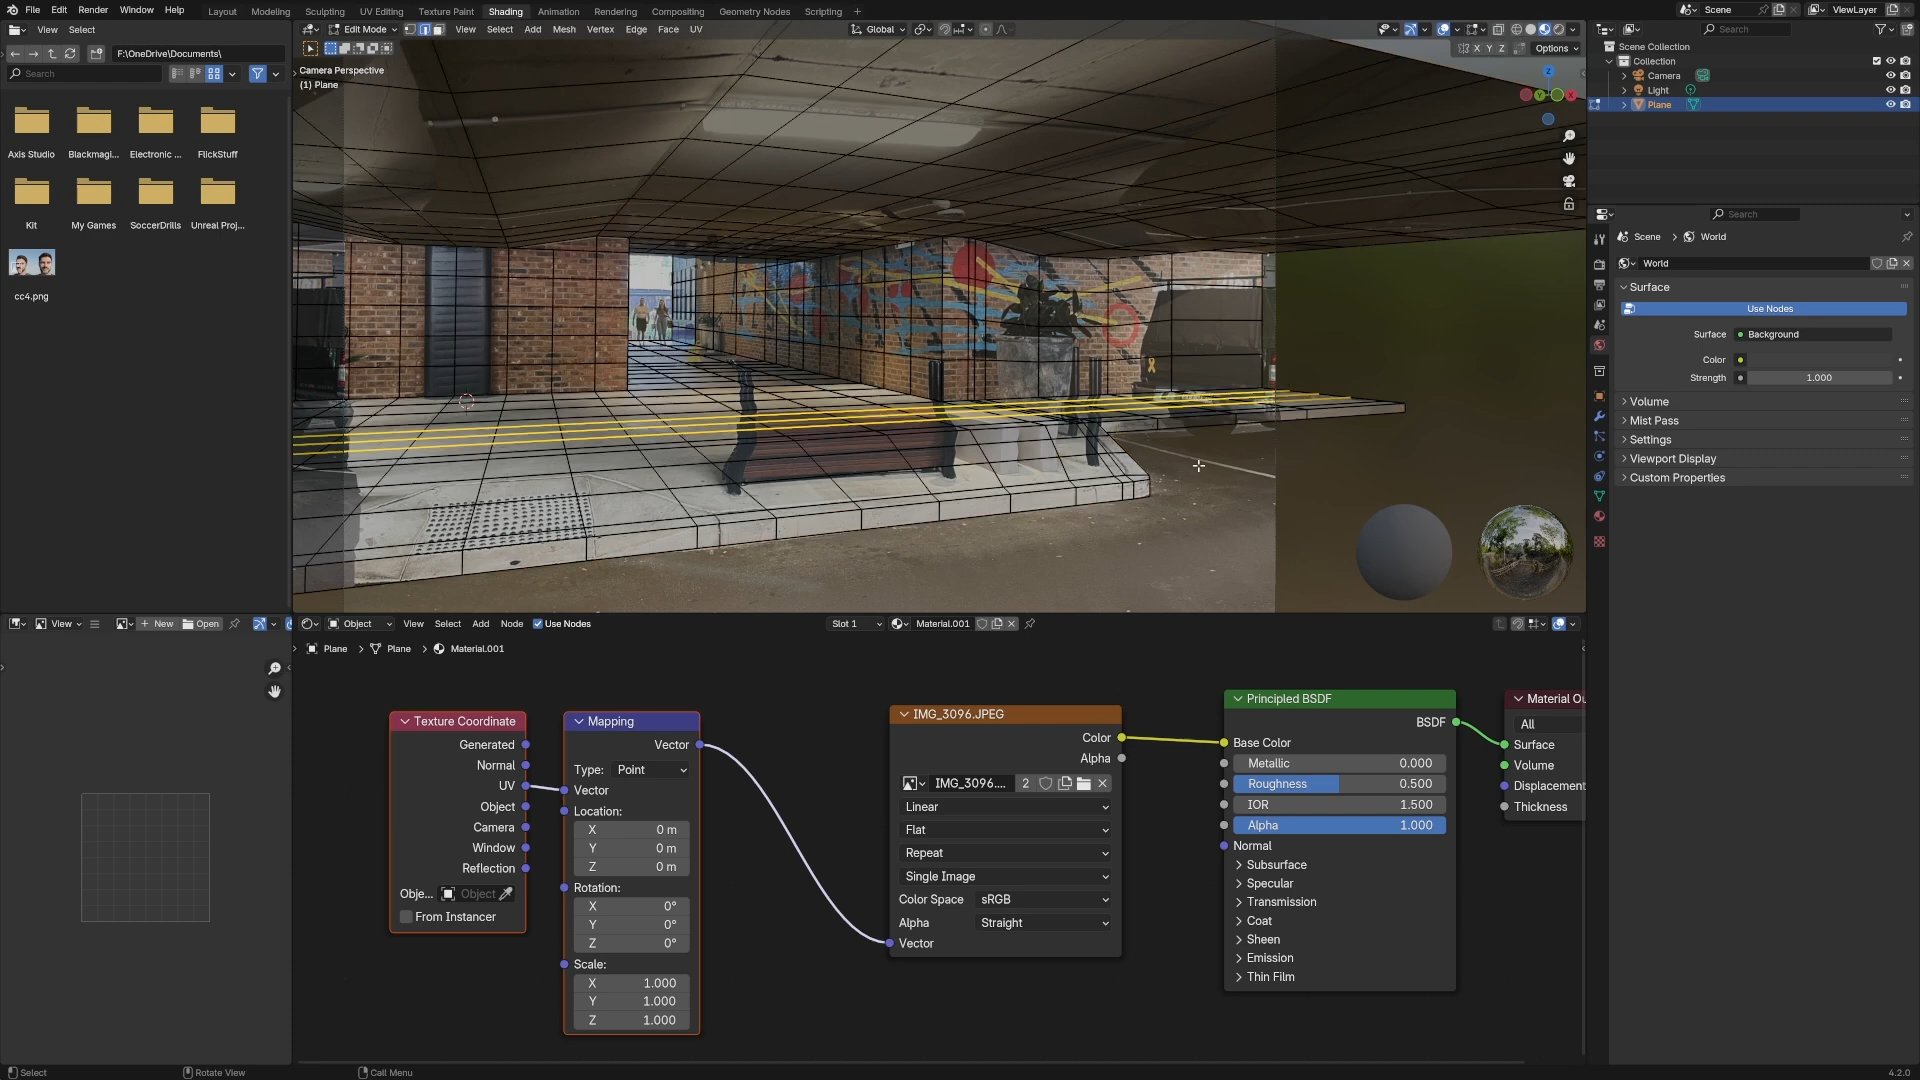 File Edit Render Window Help Layout Modeling Sculpting UV Editing Texture Paint Shading Animation Rendering Compositing Geometry Nodes Scripting + Scene ViewLayer
View Select Edit Mode View Select Add Mesh Vertex Edge Face UV Global Search
F:\OneDrive\Documents\ X Y Z Options Scene Collection
Search Camera Perspective Collection
(1) Plane Camera
Light
Plane
Axis Studio Blackmagi... Electronic ... FlickStuff
Kit My Games SoccerDrills Unreal Proj...
cc4.png
Z
Y
X
Search
Scene > World
World
Surface
Use Nodes
Surface Background
Color
Strength 1.000
Volume
Mist Pass
Settings
Viewport Display
Custom Properties
View New Open Object View Select Add Node Use Nodes Slot 1 Material.001
Plane > Plane > Material.001
Texture Coordinate
Generated
Normal
UV
Object
Camera
Window
Reflection
Obje... Object
From Instancer
Mapping
Vector
Type: Point
Vector
Location:
X 0 m
Y 0 m
Z 0 m
Rotation:
X 0°
Y 0°
Z 0°
Scale:
X 1.000
Y 1.000
Z 1.000
IMG_3096.JPEG
Color
Alpha
IMG_3096.... 2
Linear
Flat
Repeat
Single Image
Color Space sRGB
Alpha Straight
Vector
Principled BSDF
BSDF
Base Color
Metallic 0.000
Roughness 0.500
IOR 1.500
Alpha 1.000
Normal
Subsurface
Specular
Transmission
Coat
Sheen
Emission
Thin Film
Material Ou
All
Surface
Volume
Displacement
Thickness
Select Rotate View Call Menu 4.2.0